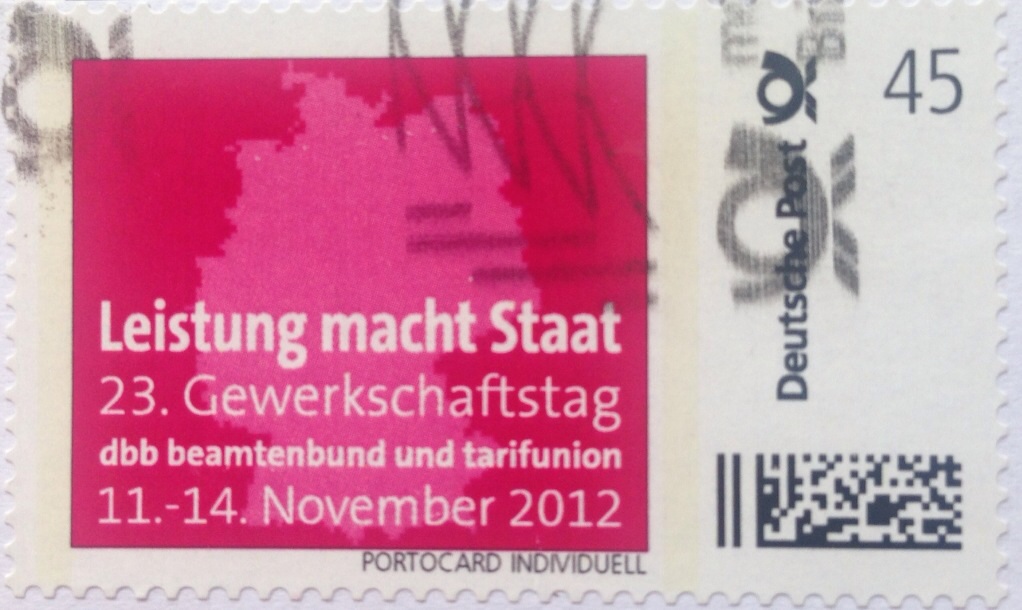 Leistung macht Staat
23. Gewerkschaftstag
dbb beamtenbund und tarifunion
11.-14. November 2012
PORTOCARD INDIVIDUELL
Deutsche Post
45